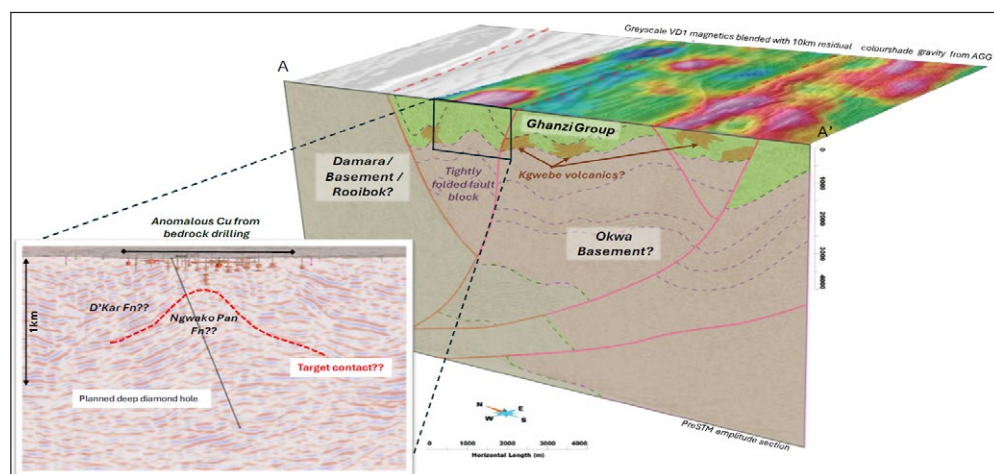 Greyscale VD1 magnetics blended with 10km residual colourshade gravity from AGG
A
A'
Ghanzi Group
Damara /
Basement /
Rooibok?
Tightly
folded fault
block
Kgwebe volcanics?
Okwa
Basement?
0
1000
2000
3000
4000
Anomalous Cu from
bedrock drilling
1km
D'Kar Fn??
Ngwako Pan
Fn??
Target contact??
Planned deep diamond hole
N
E
W
S
0 1000 2000 3000 4000
Horizontal Length (m)
PreSTM amplitude section